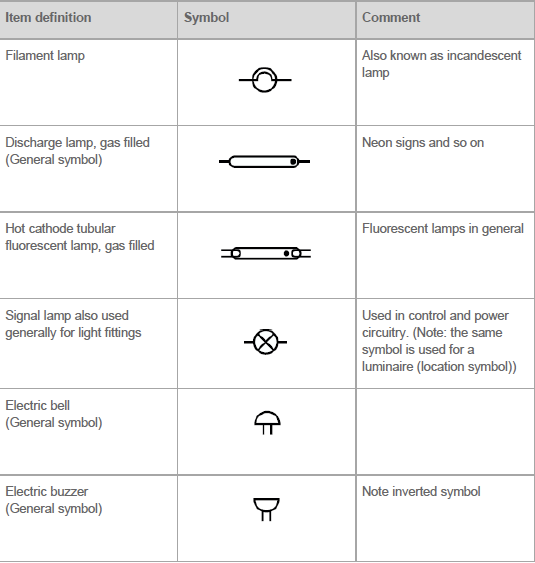 Item definition
Symbol
Comment
Filament lamp
Also known as incandescent
lamp
Discharge lamp, gas filled
(General symbol)
Neon signs and so on
Hot cathode tubular
fluorescent lamp, gas filled
Fluorescent lamps in general
Signal lamp also used
generally for light fittings
Used in control and power
circuitry. (Note: the same
symbol is used for a
luminaire (location symbol))
Electric bell
(General symbol)
Electric buzzer
(General symbol)
Note inverted symbol